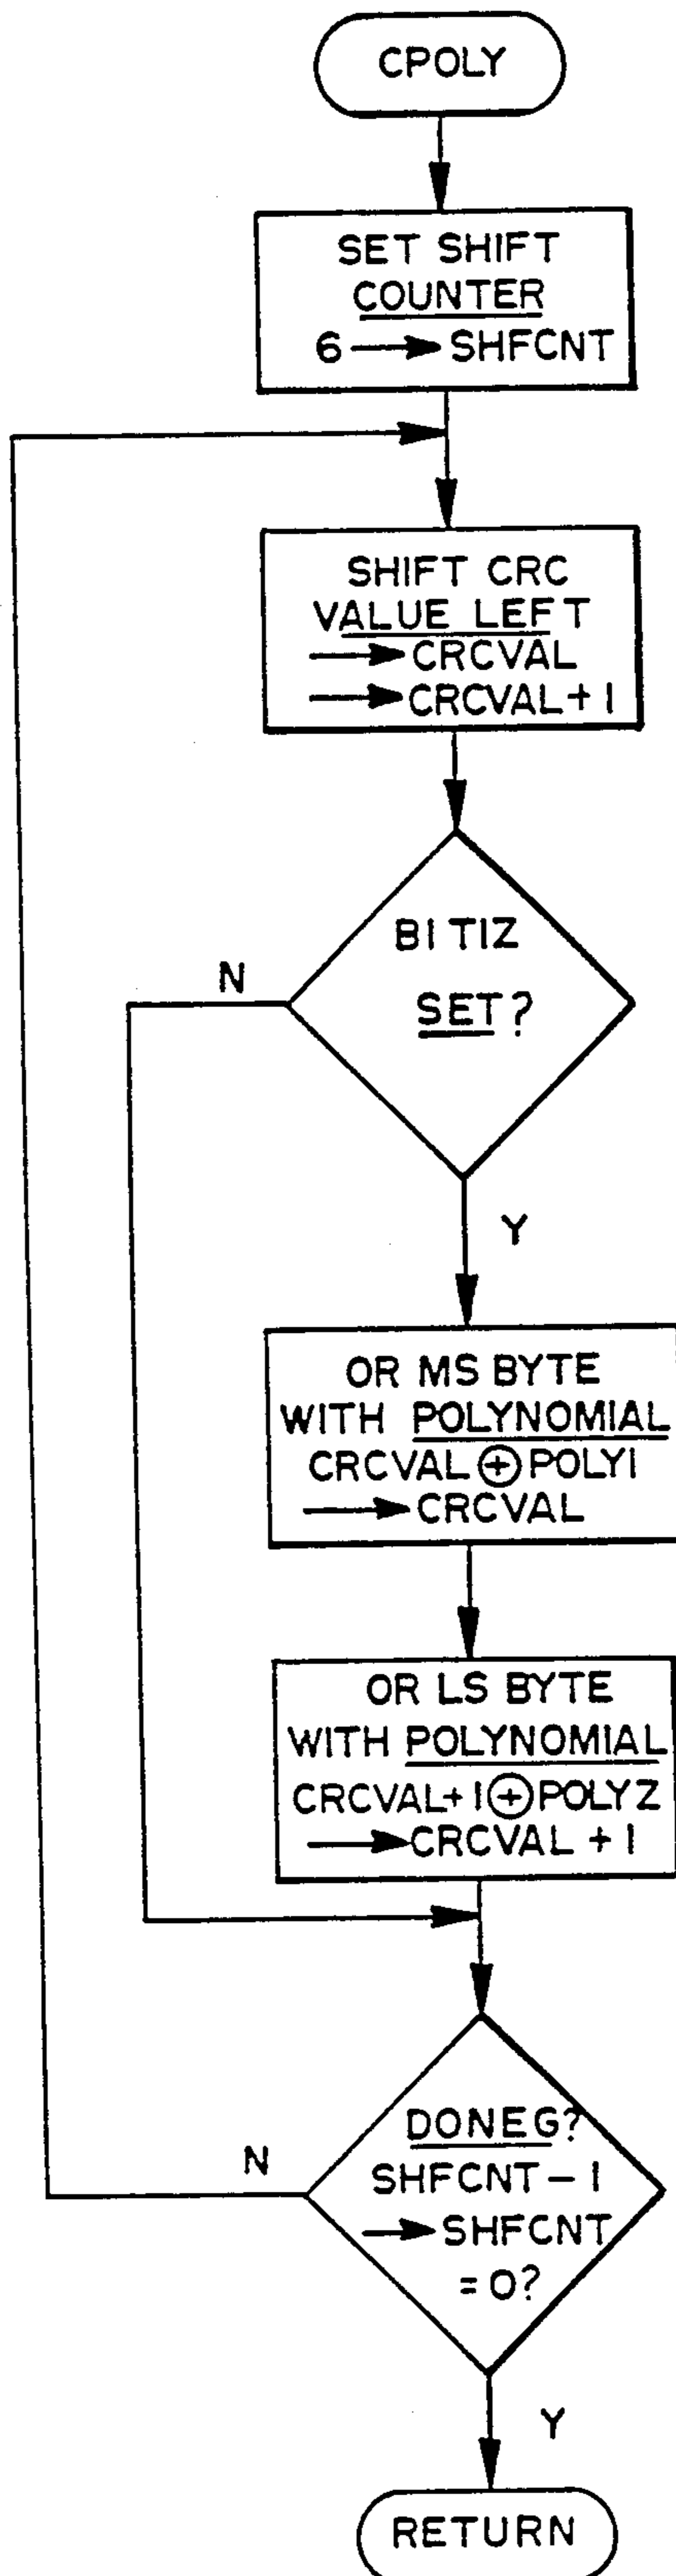 CPOLY
SET SHIFT
COUNTER
6 → SHFCNT
SHIFT CRC
VALUE LEFT
→ CRCVAL
→ CRCVAL+1
BITIZ
SET?
N
Y
OR MS BYTE
WITH POLYNOMIAL
CRCVAL ⊕ POLY1
→ CRCVAL
OR LS BYTE
WITH POLYNOMIAL
CRCVAL+1 ⊕ POLYZ
→ CRCVAL +1
DONEG?
SHFCNT-1
→ SHFCNT
=0?
N
Y
RETURN